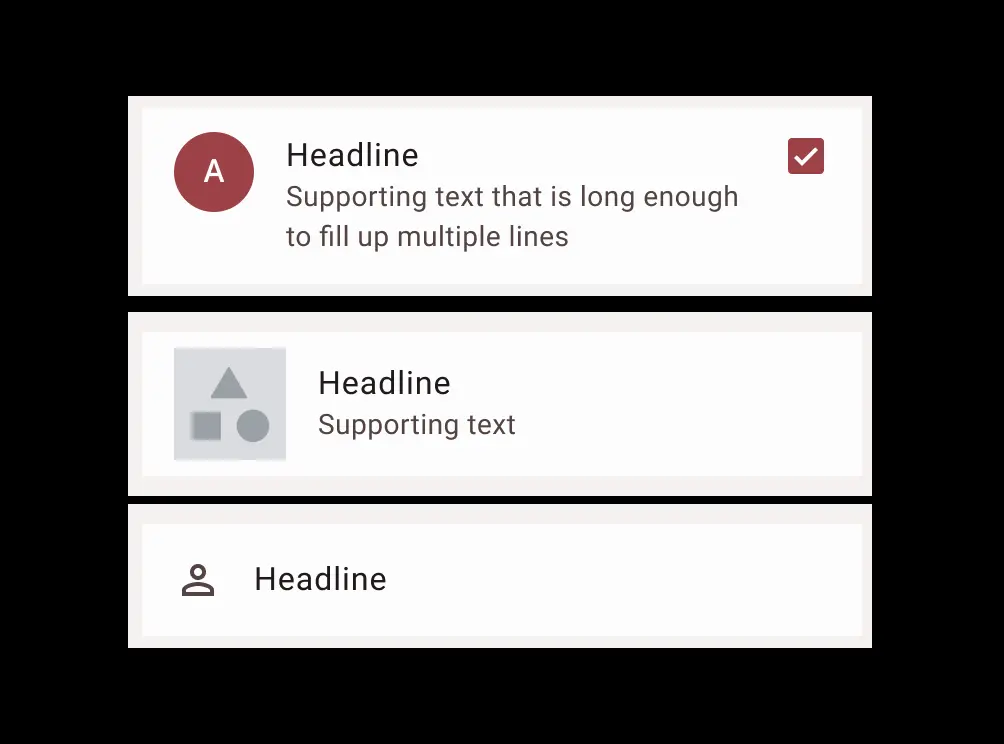 A
Headline
Supporting text that is long enough
to fill up multiple lines
Headline
Supporting text
Headline